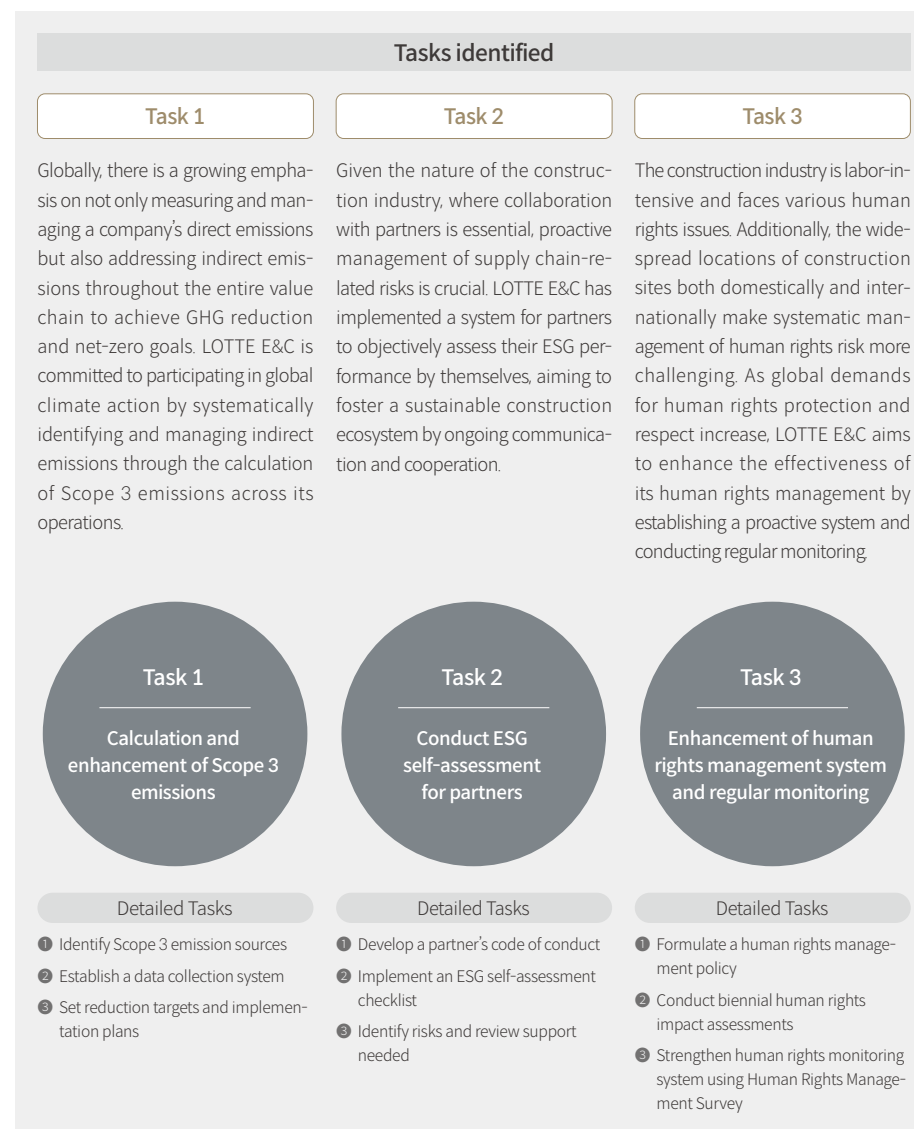 Tasks identified
Task 1
Globally, there is a growing empha-
sis on not only measuring and man-
aging a company's direct emissions
but also addressing indirect emis-
sions throughout the entire value
chain to achieve GHG reduction
and net-zero goals. LOTTE E&C is
committed to participating in global
climate action by systematically
identifying and managing indirect
emissions through the calculation
of Scope 3 emissions across its
operations.
Task 2
Given the nature of the construc-
tion industry, where collaboration
with partners is essential, proactive
management of supply chain-re-
lated risks is crucial. LOTTE E&C has
implemented a system for partners
to objectively assess their ESG per-
formance by themselves, aiming to
foster a sustainable construction
ecosystem by ongoing communica-
tion and cooperation.
Task 3
The construction industry is labor-in-
tensive and faces various human
rights issues. Additionally, the wide-
spread locations of construction
sites both domestically and inter-
nationally make systematic man-
agement of human rights risk more
challenging. As global demands
for human rights protection and
respect increase, LOTTE E&C aims
to enhance the effectiveness of
its human rights management by
establishing a proactive system and
conducting regular monitoring.
Task 1
Calculation and
enhancement of Scope 3
emissions
Task 2
Conduct ESG
self-assessment
for partners
Task 3
Enhancement of human
rights management system
and regular monitoring
Detailed Tasks
❶ Identify Scope 3 emission sources
❷ Establish a data collection system
❸ Set reduction targets and implemen-
tation plans
Detailed Tasks
❶ Develop a partner's code of conduct
❷ Implement an ESG self-assessment
checklist
❸ Identify risks and review support
needed
Detailed Tasks
❶ Formulate a human rights manage-
ment policy
❷ Conduct biennial human rights
impact assessments
❸ Strengthen human rights monitoring
system using Human Rights Manage-
ment Survey